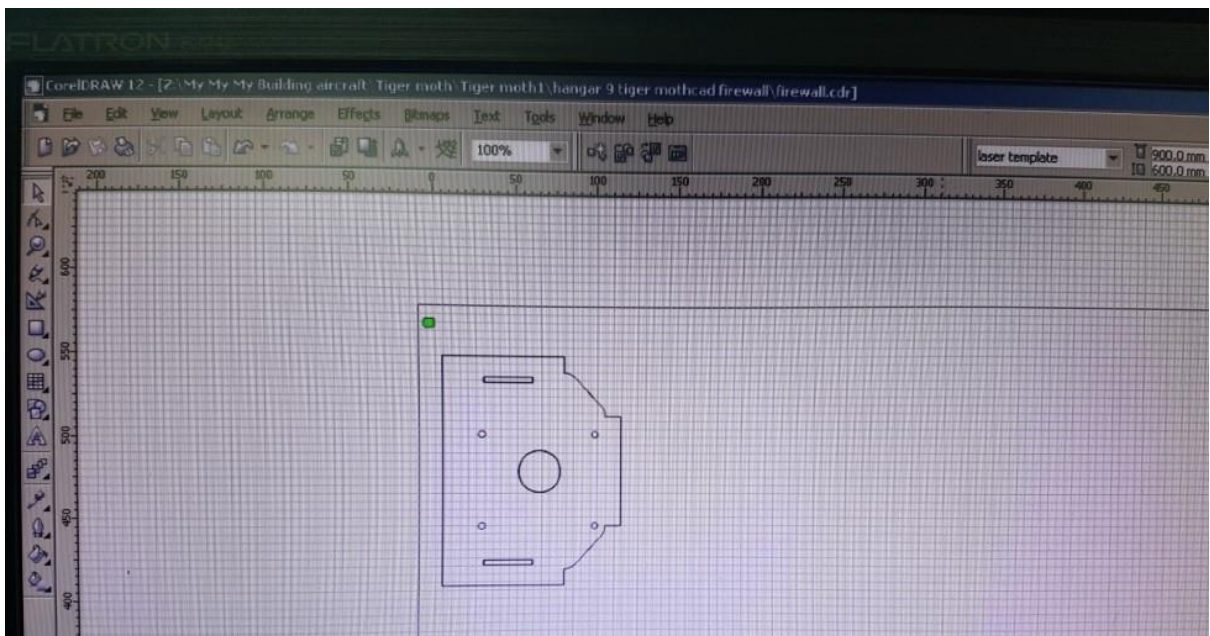 FLATRON
CorelDRAW 12 - [Z:\My My My Building aircraft\Tiger moth\Tiger moth1\hangar 9 tiger mothcad firewall\firewall.cdr]
File Edit View Layout Arrange Effects Bitmaps Text Tools Window Help
100% laser template 900.0 mm
600.0 mm
200 150 100 50 0 50 100 150 200 250 300 350 400 450
600
550
500
450
400